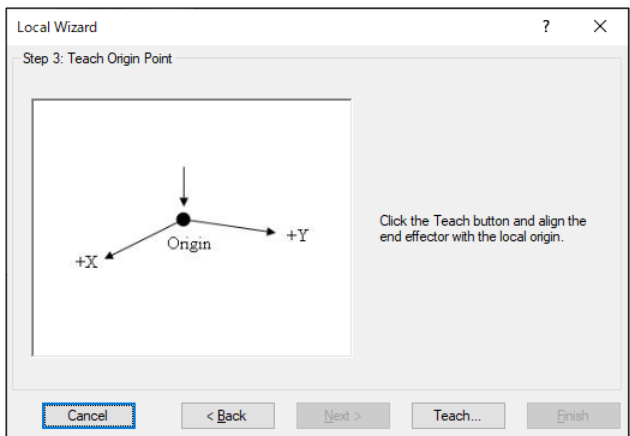 Local Wizard ? ×
Step 3: Teach Origin Point
Origin
+Y
+X
Click the Teach button and align the
end effector with the local origin.
Cancel
< Back
Next >
Teach...
Finish